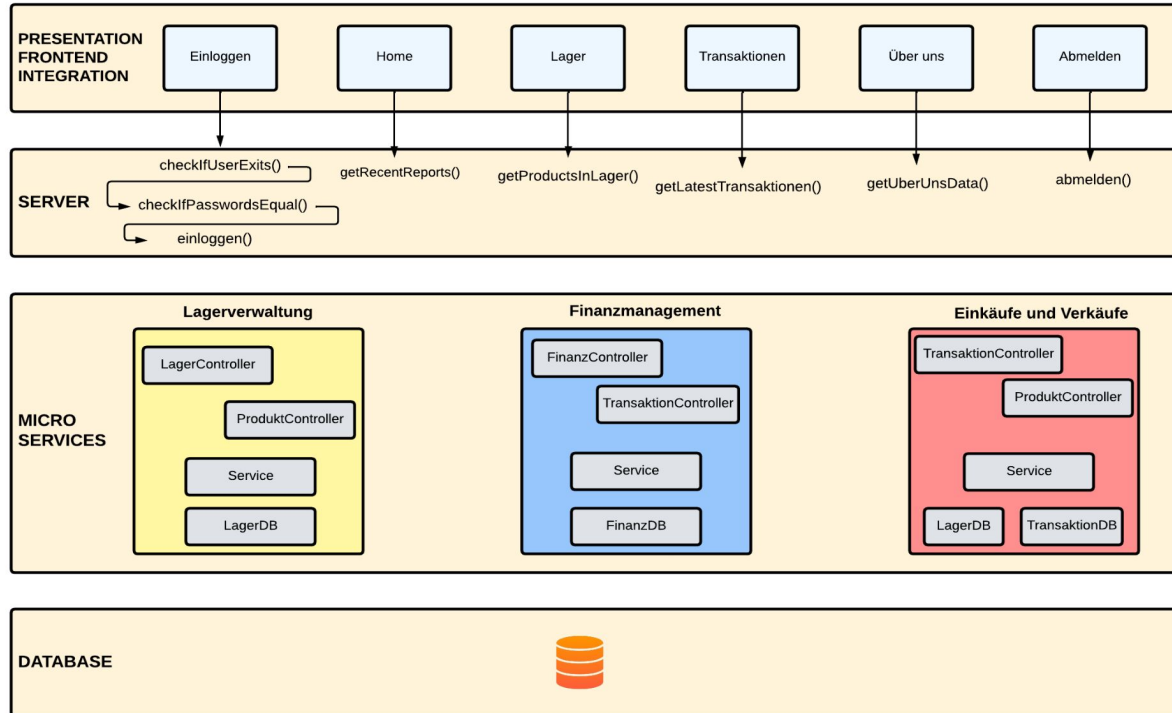 PRESENTATION
FRONTEND
INTEGRATION
Einloggen
Home
Lager
Transaktionen
Über uns
Abmelden
SERVER
checkIfUserExits()
checkIfPasswordsEqual()
einloggen()
getRecentReports()
getProductsInLager()
getLatestTransaktionen()
getUberUnsData()
abmelden()
MICRO
SERVICES
Lagerverwaltung
LagerController
ProduktController
Service
LagerDB
Finanzmanagement
FinanzController
TransaktionController
Service
FinanzDB
Einkäufe und Verkäufe
TransaktionController
ProduktController
Service
LagerDB
TransaktionDB
DATABASE